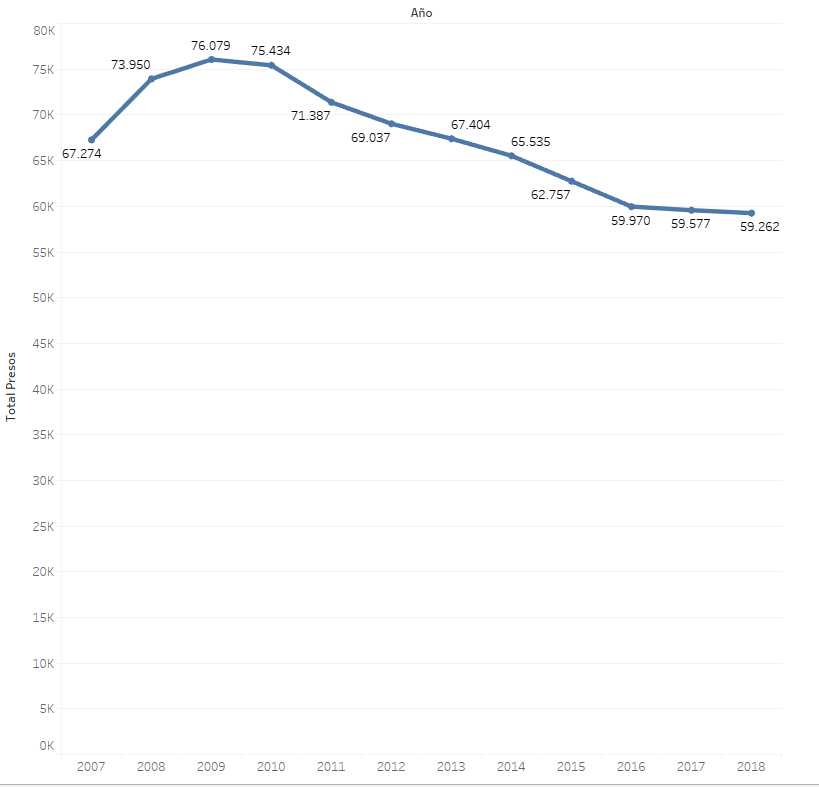 Año
80K
75K
70K
65K
60K
55K
50K
45K
40K
35K
30K
25K
20K
15K
10K
5K
0K
Total Presos
67.274
73.950
76.079
75.434
71.387
69.037
67.404
65.535
62.757
59.970
59.577
59.262
2007 2008 2009 2010 2011 2012 2013 2014 2015 2016 2017 2018